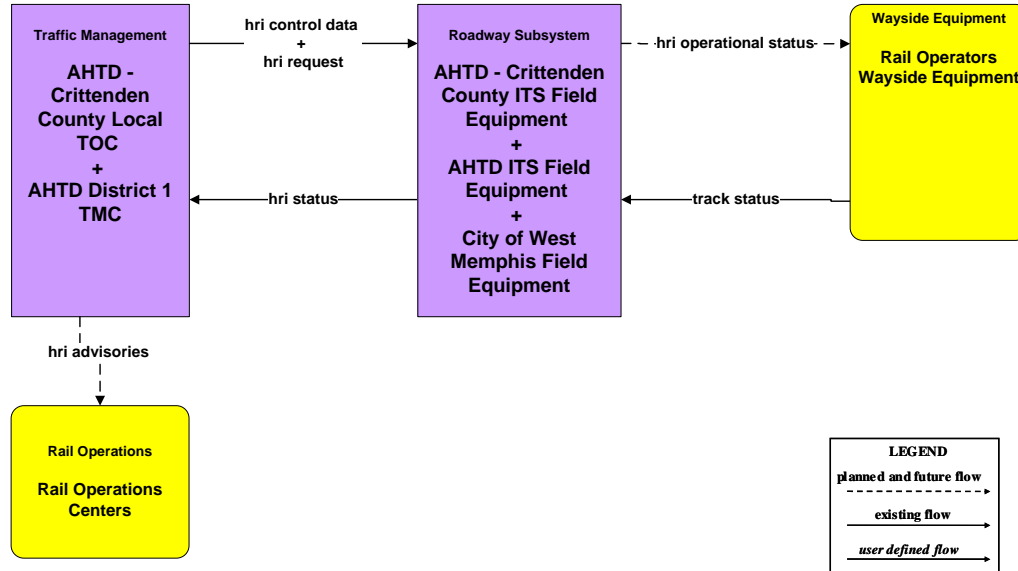 Traffic Management
AHTD -
Crittenden
County Local
TOC
+
AHTD District 1
TMC
hri control data
+
hri request
Roadway Subsystem
AHTD - Crittenden
County ITS Field
Equipment
+
AHTD ITS Field
Equipment
+
City of West
Memphis Field
Equipment
hri operational status
Wayside Equipment
Rail Operators
Wayside Equipment
hri status
track status
hri advisories
Rail Operations
Rail Operations
Centers
LEGEND
planned and future flow
existing flow
user defined flow